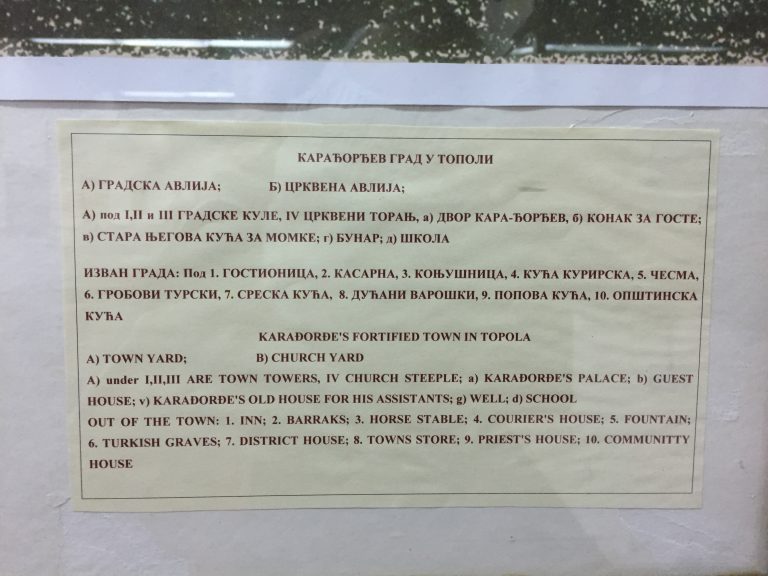 КАРАЂОРЂЕВ ГРАД У ТОПОЛИ
А) ГРАДСКА АВЛИЈА; Б) ЦРКВЕНА АВЛИЈА;
А) под I,II и III ГРАДСКЕ КУЛЕ, IV ЦРКВЕНИ ТОРАЊ, а) ДВОР КАРА-ЂОРЂЕВ, б) КОНАК ЗА ГОСТЕ;
в) СТАРА ЊЕГОВА КУЋА ЗА МОМКЕ; г) БУНАР; д) ШКОЛА
ИЗВАН ГРАДА: Под 1. ГОСТИОНИЦА, 2. КАСАРНА, 3. КОЊУШНИЦА, 4. КУЋА КУРИРСКА, 5. ЧЕСМА,
6. ГРОБОВИ ТУРСКИ, 7. СРЕСКА КУЋА, 8. ДУЋАНИ ВАРОШКИ, 9. ПОПОВА КУЋА, 10. ОПШТИНСКА
КУЋА
KARAĐORĐE'S FORTIFIED TOWN IN TOPOLA
A) TOWN YARD; B) CHURCH YARD
A) under I,II,III ARE TOWN TOWERS, IV CHURCH STEEPLE; a) KARAĐORĐE'S PALACE; b) GUEST
HOUSE; v) KARAĐORĐE'S OLD HOUSE FOR HIS ASSISTANTS; g) WELL; d) SCHOOL
OUT OF THE TOWN: 1. INN; 2. BARRAKS; 3. HORSE STABLE; 4. COURIER'S HOUSE; 5. FOUNTAIN;
6. TURKISH GRAVES; 7. DISTRICT HOUSE; 8. TOWNS STORE; 9. PRIEST'S HOUSE; 10. COMMUNITTY
HOUSE